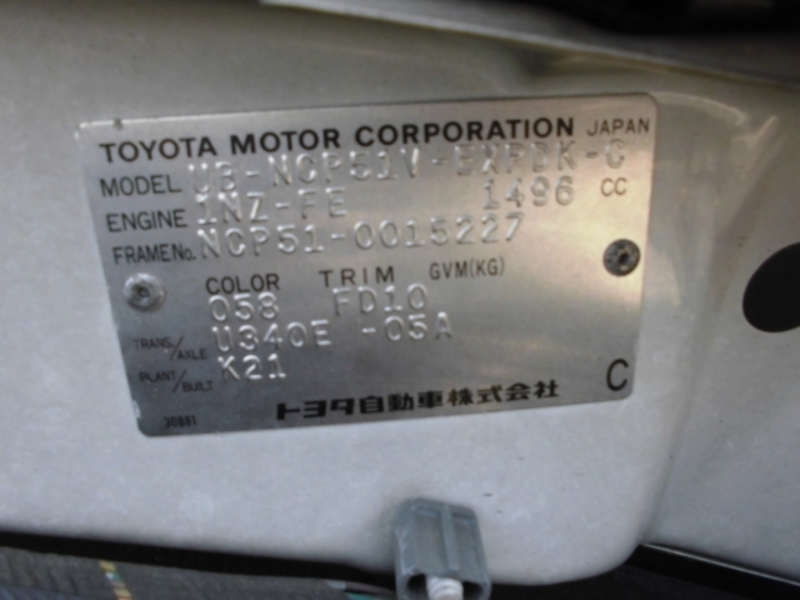 TOYOTA MOTOR CORPORATION JAPAN
MODEL UB-NCP51V-EXPDK-C
ENGINE 1NZ-FE 1496 CC
FRAME No. NCP51-0015227
COLOR TRIM GVM(KG)
058 FD10
TRANS./AXLE U340E -05A
PLANT/BUILT K21
C
30881 トヨタ自動車株式会社